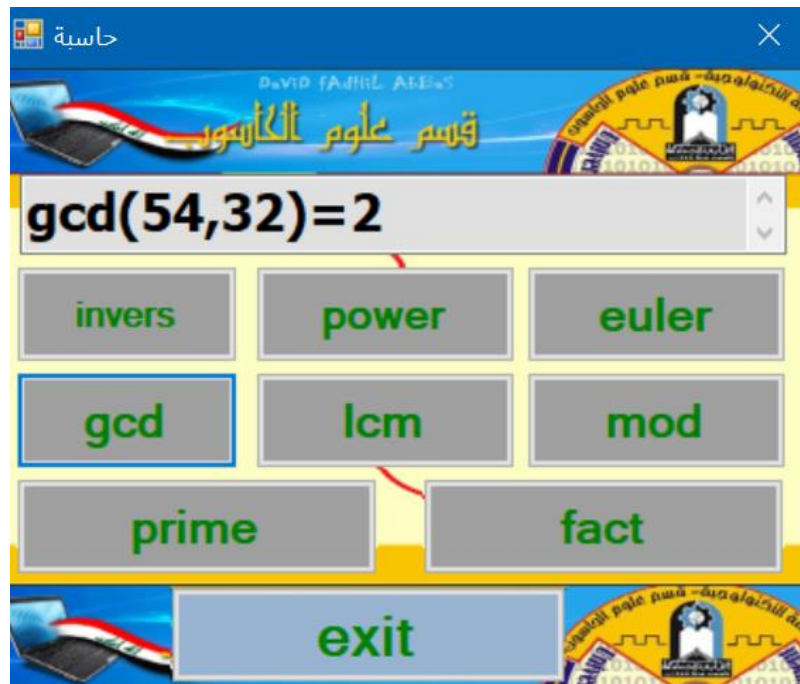 حاسبة
DaViD fAdHiL AbBaS
قسم علوم الحاسوب
gcd(54,32)=2
invers power euler
gcd lcm mod
prime fact
exit